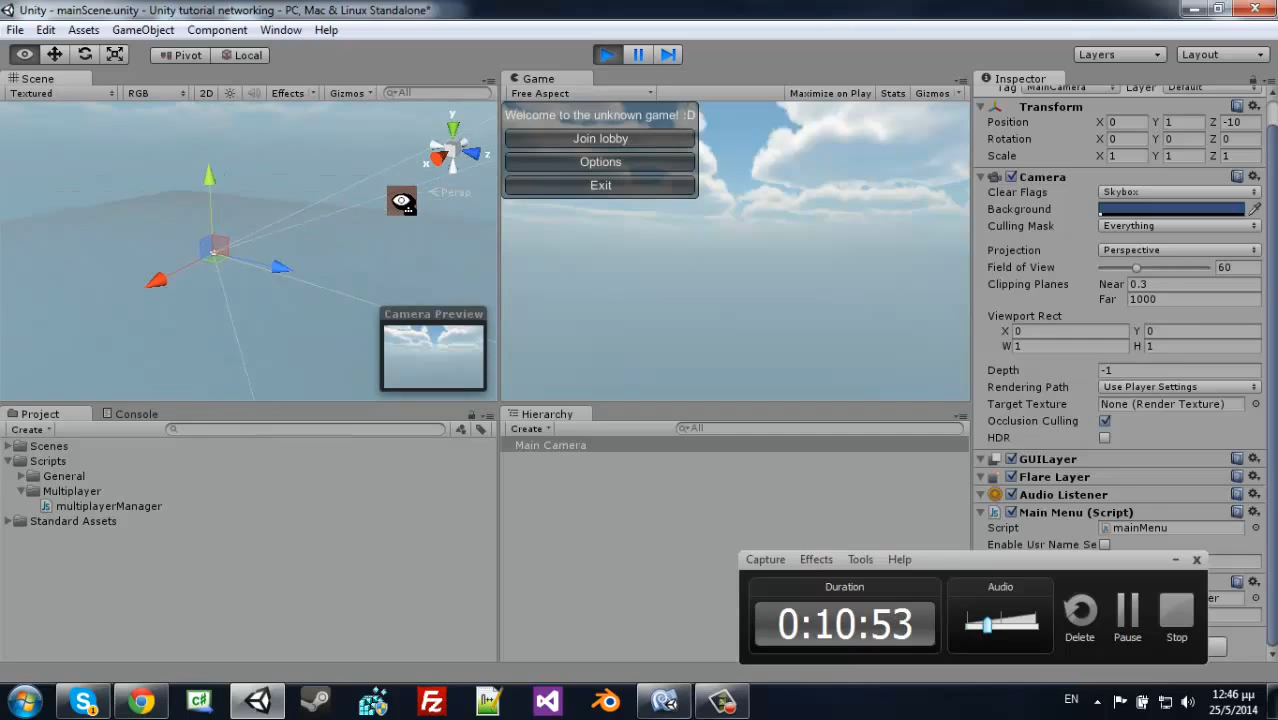 Unity - mainScene.unity - Unity tutorial networking - PC, Mac & Linux Standalone*
File Edit Assets GameObject Component Window Help
Pivot Local Layers Layout
Scene
Textured RGB 2D Effects Gizmos All
y
x
z
Persp
Camera Preview
Game
Free Aspect Maximize on Play Stats Gizmos
Welcome to the unknown game! :D
Join lobby
Options
Exit
Project Console
Create
Scenes
Scripts
General
Multiplayer
multiplayerManager
Standard Assets
Hierarchy
Create All
Main Camera
Inspector
Tag MainCamera Layer Default
Transform
Position X 0 Y 1 Z -10
Rotation X 0 Y 0 Z 0
Scale X 1 Y 1 Z 1
Camera
Clear Flags Skybox
Background
Culling Mask Everything
Projection Perspective
Field of View 60
Clipping Planes Near 0.3
Far 1000
Viewport Rect
X 0 Y 0
W 1 H 1
Depth -1
Rendering Path Use Player Settings
Target Texture None (Render Texture)
Occlusion Culling
HDR
GUILayer
Flare Layer
Audio Listener
Main Menu (Script)
Script mainMenu
Enable Usr Name Se
er
Capture Effects Tools Help
Duration
0:10:53
Audio
Delete Pause Stop
EN
12:46 μμ
25/5/2014